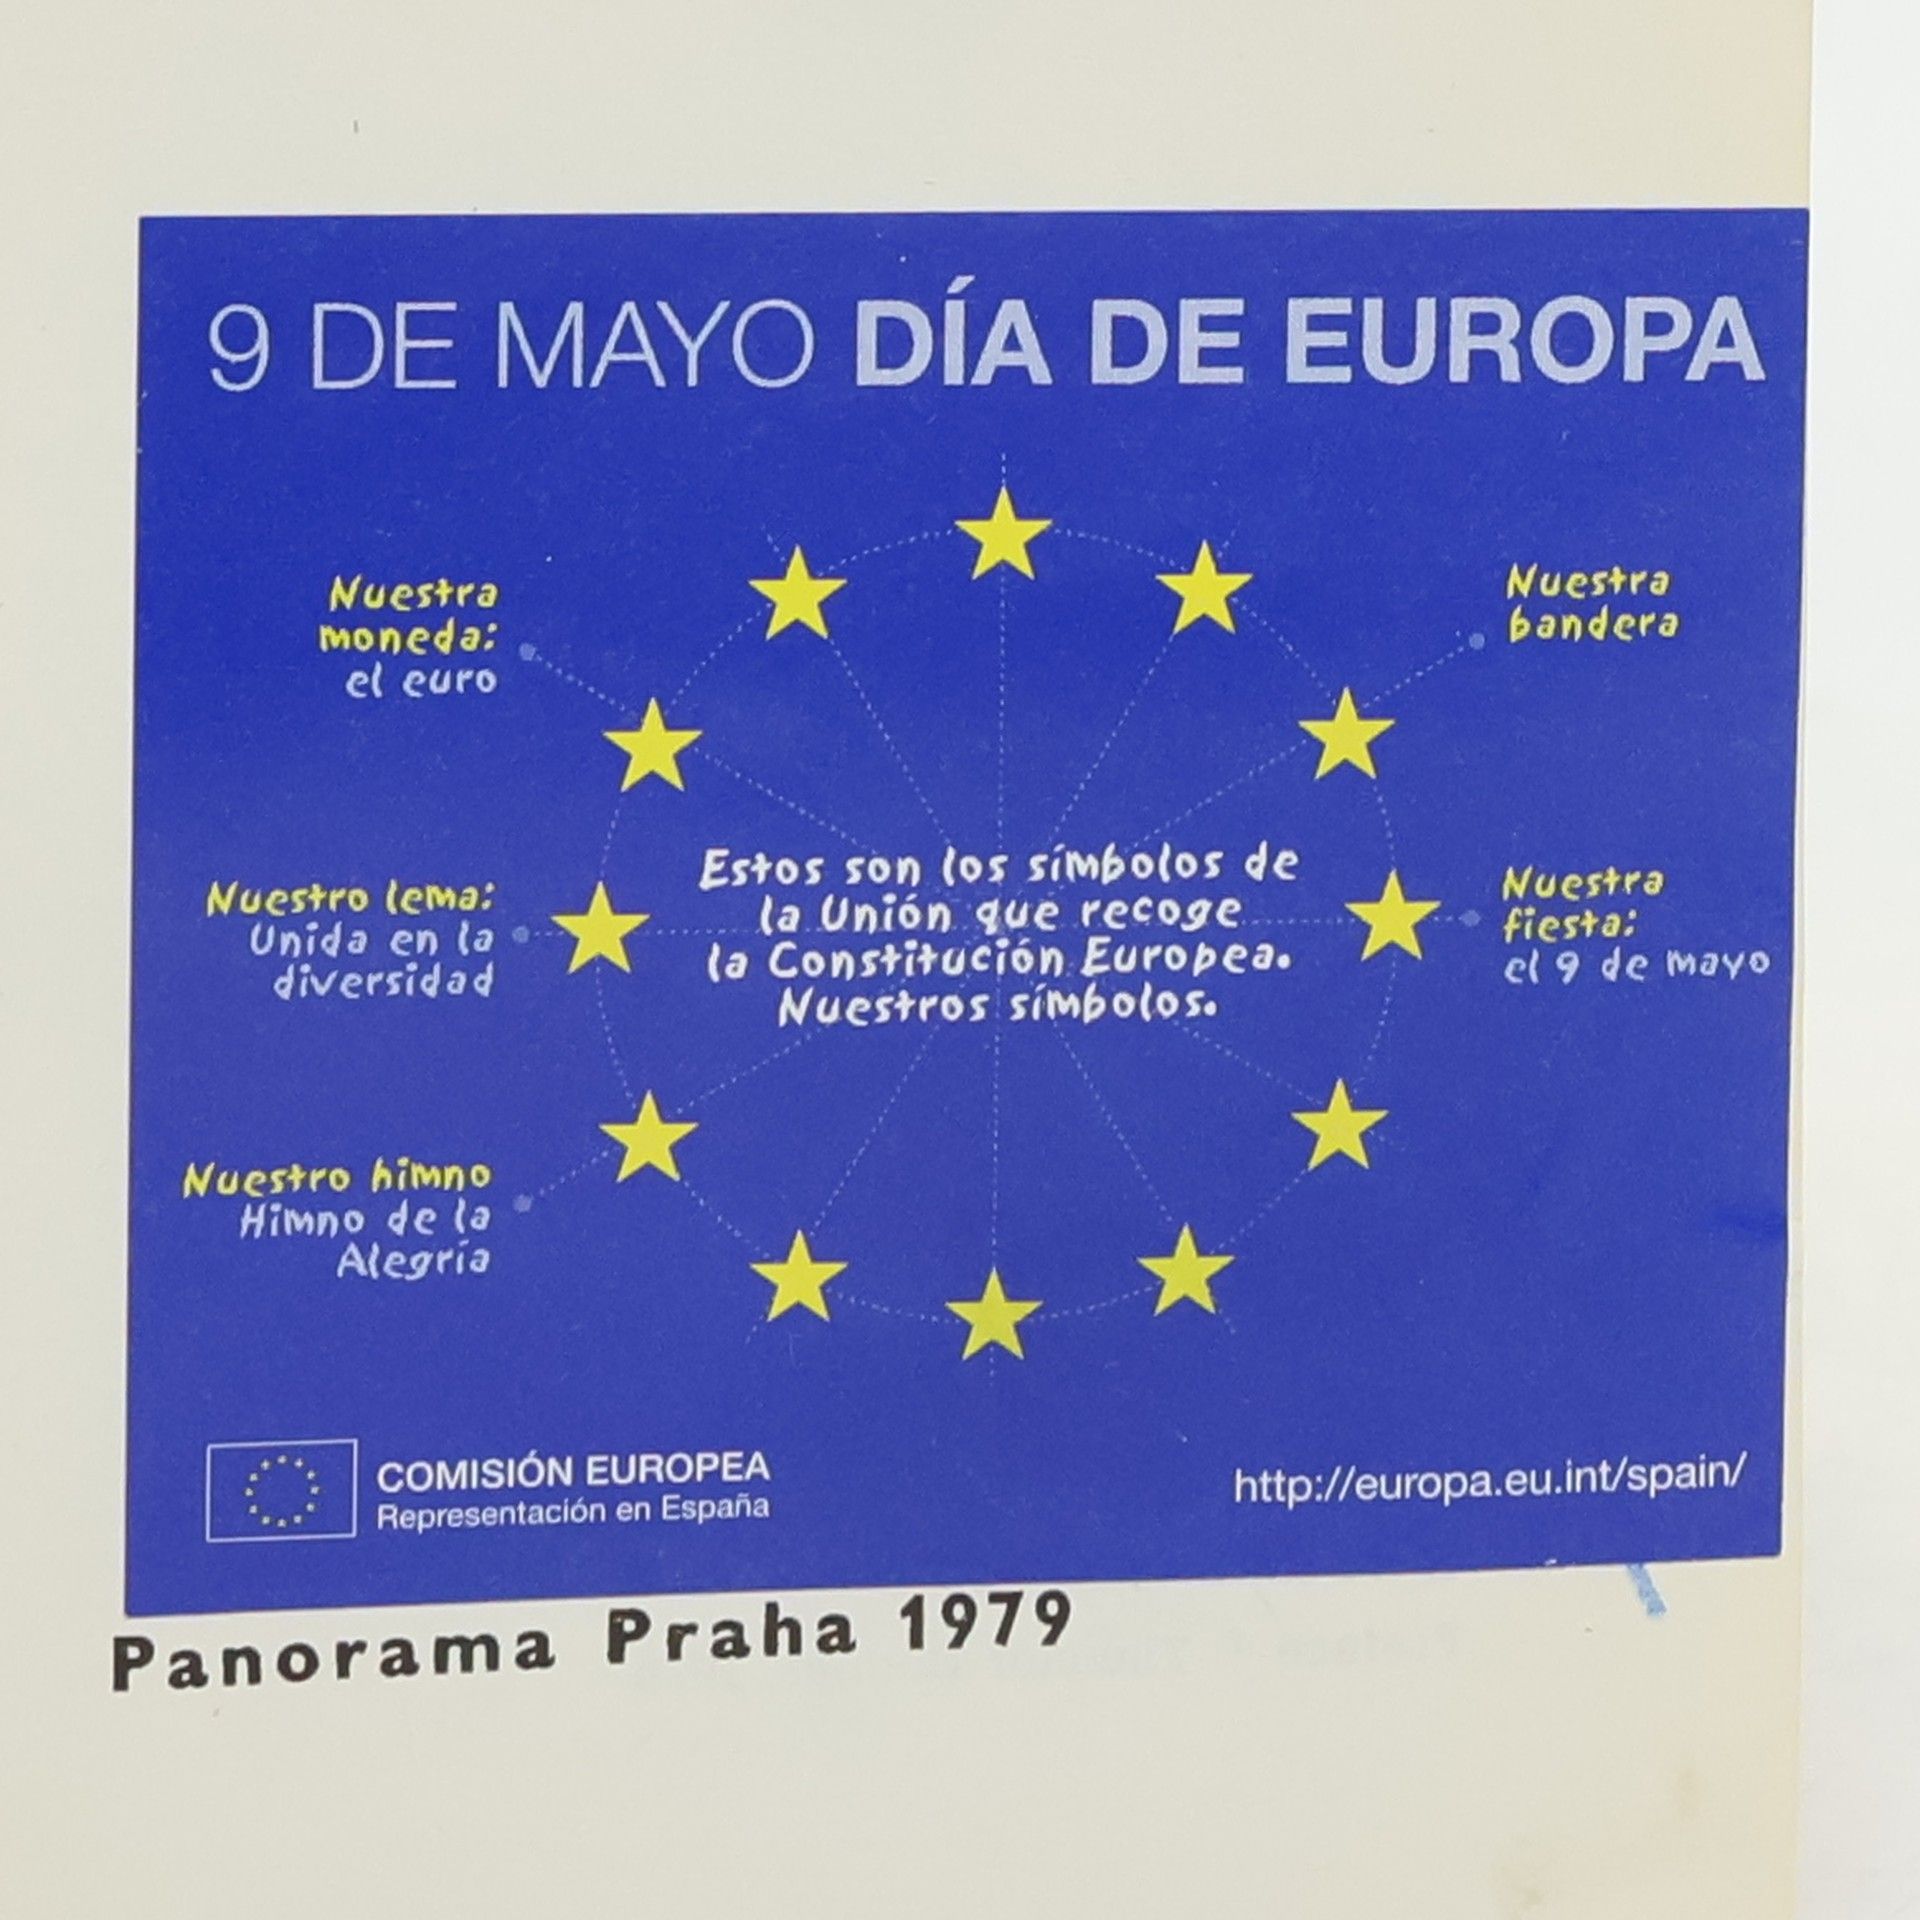 9 DE MAYO DÍA DE EUROPA
Nuestra
moneda:
el euro
Nuestra
bandera
Nuestro lema:
Unida en la
diversidad
Estos son los símbolos de
la Unión que recoge
la Constitución Europea.
Nuestros símbolos.
Nuestra
fiesta:
el 9 de mayo
Nuestro himno
Himno de la
Alegría
COMISIÓN EUROPEA
Representación en España
http://europa.eu.int/spain/
Panorama Praha 1979